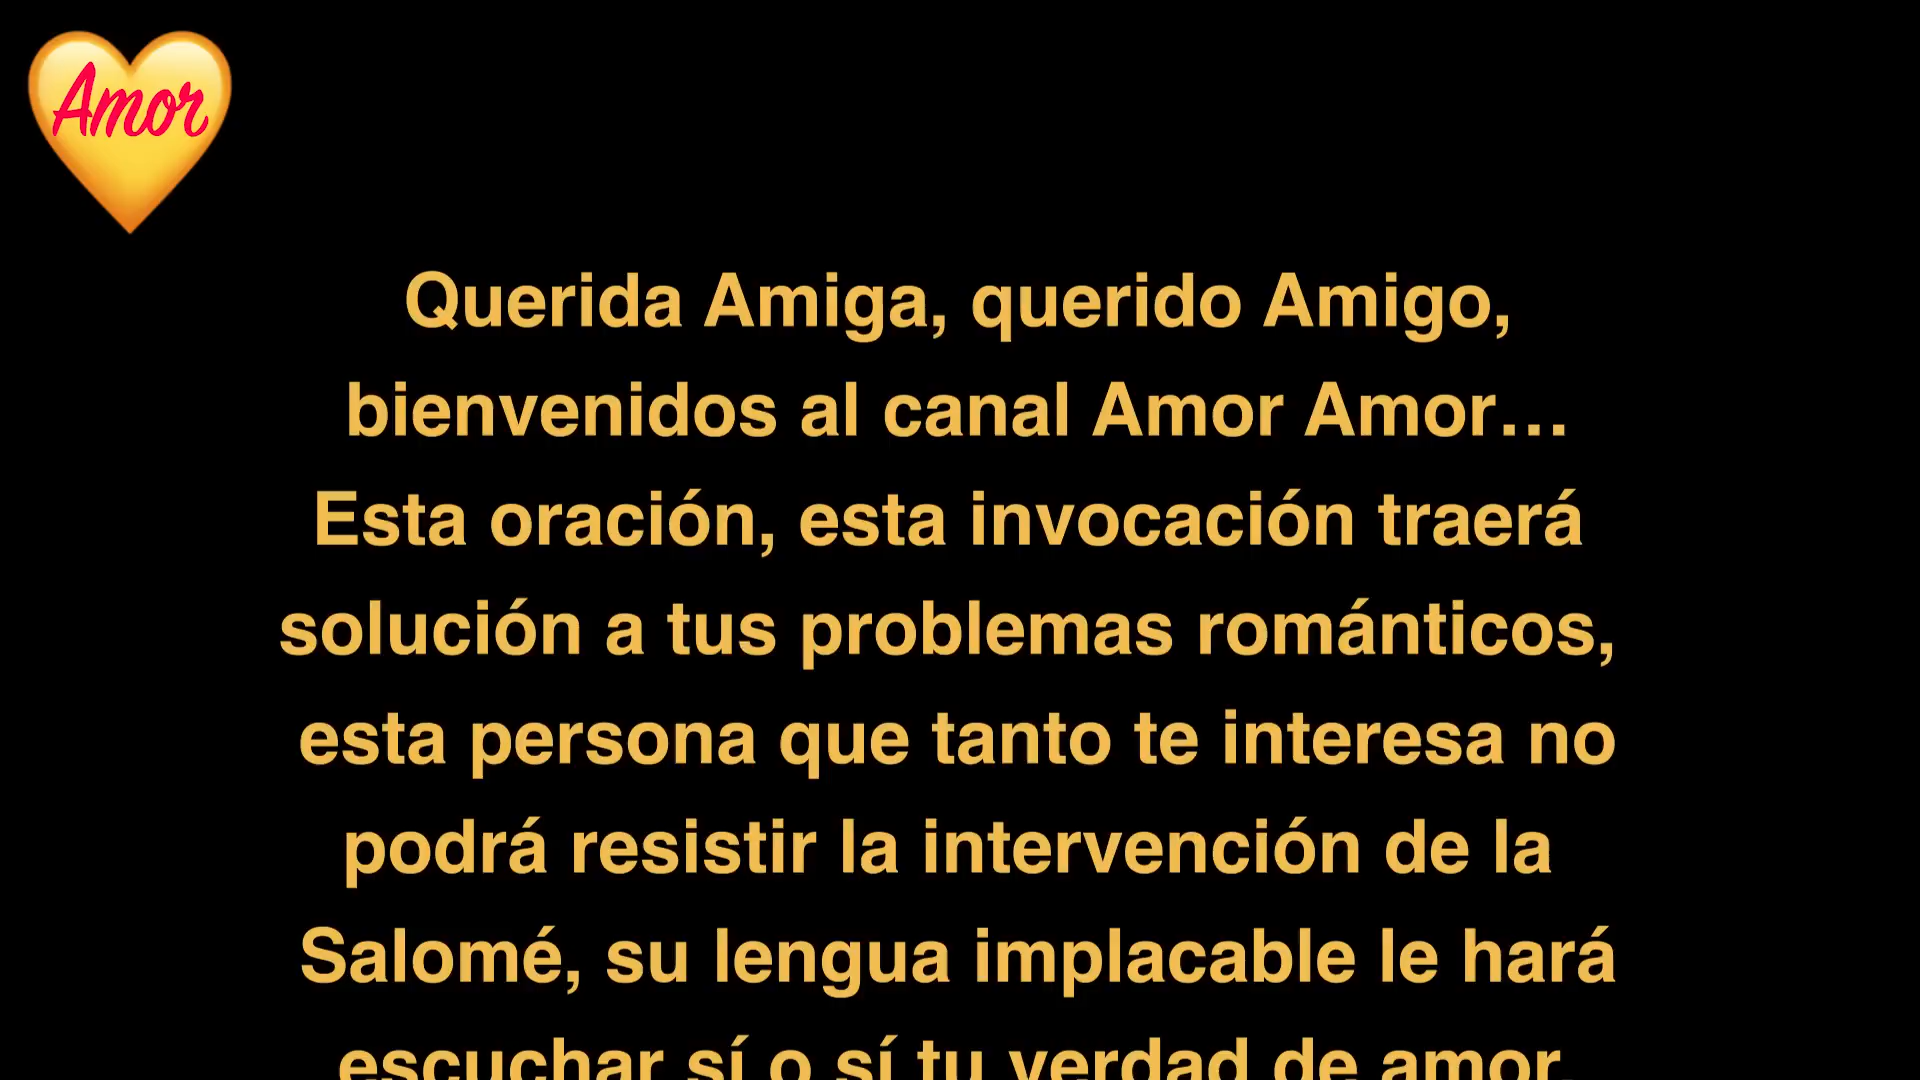 Amor
Querida Amiga, querido Amigo,
bienvenidos al canal Amor Amor…
Esta oración, esta invocación traerá
solución a tus problemas románticos,
esta persona que tanto te interesa no
podrá resistir la intervención de la
Salomé, su lengua implacable le hará
escuchar sí o sí tu verdad de amor.